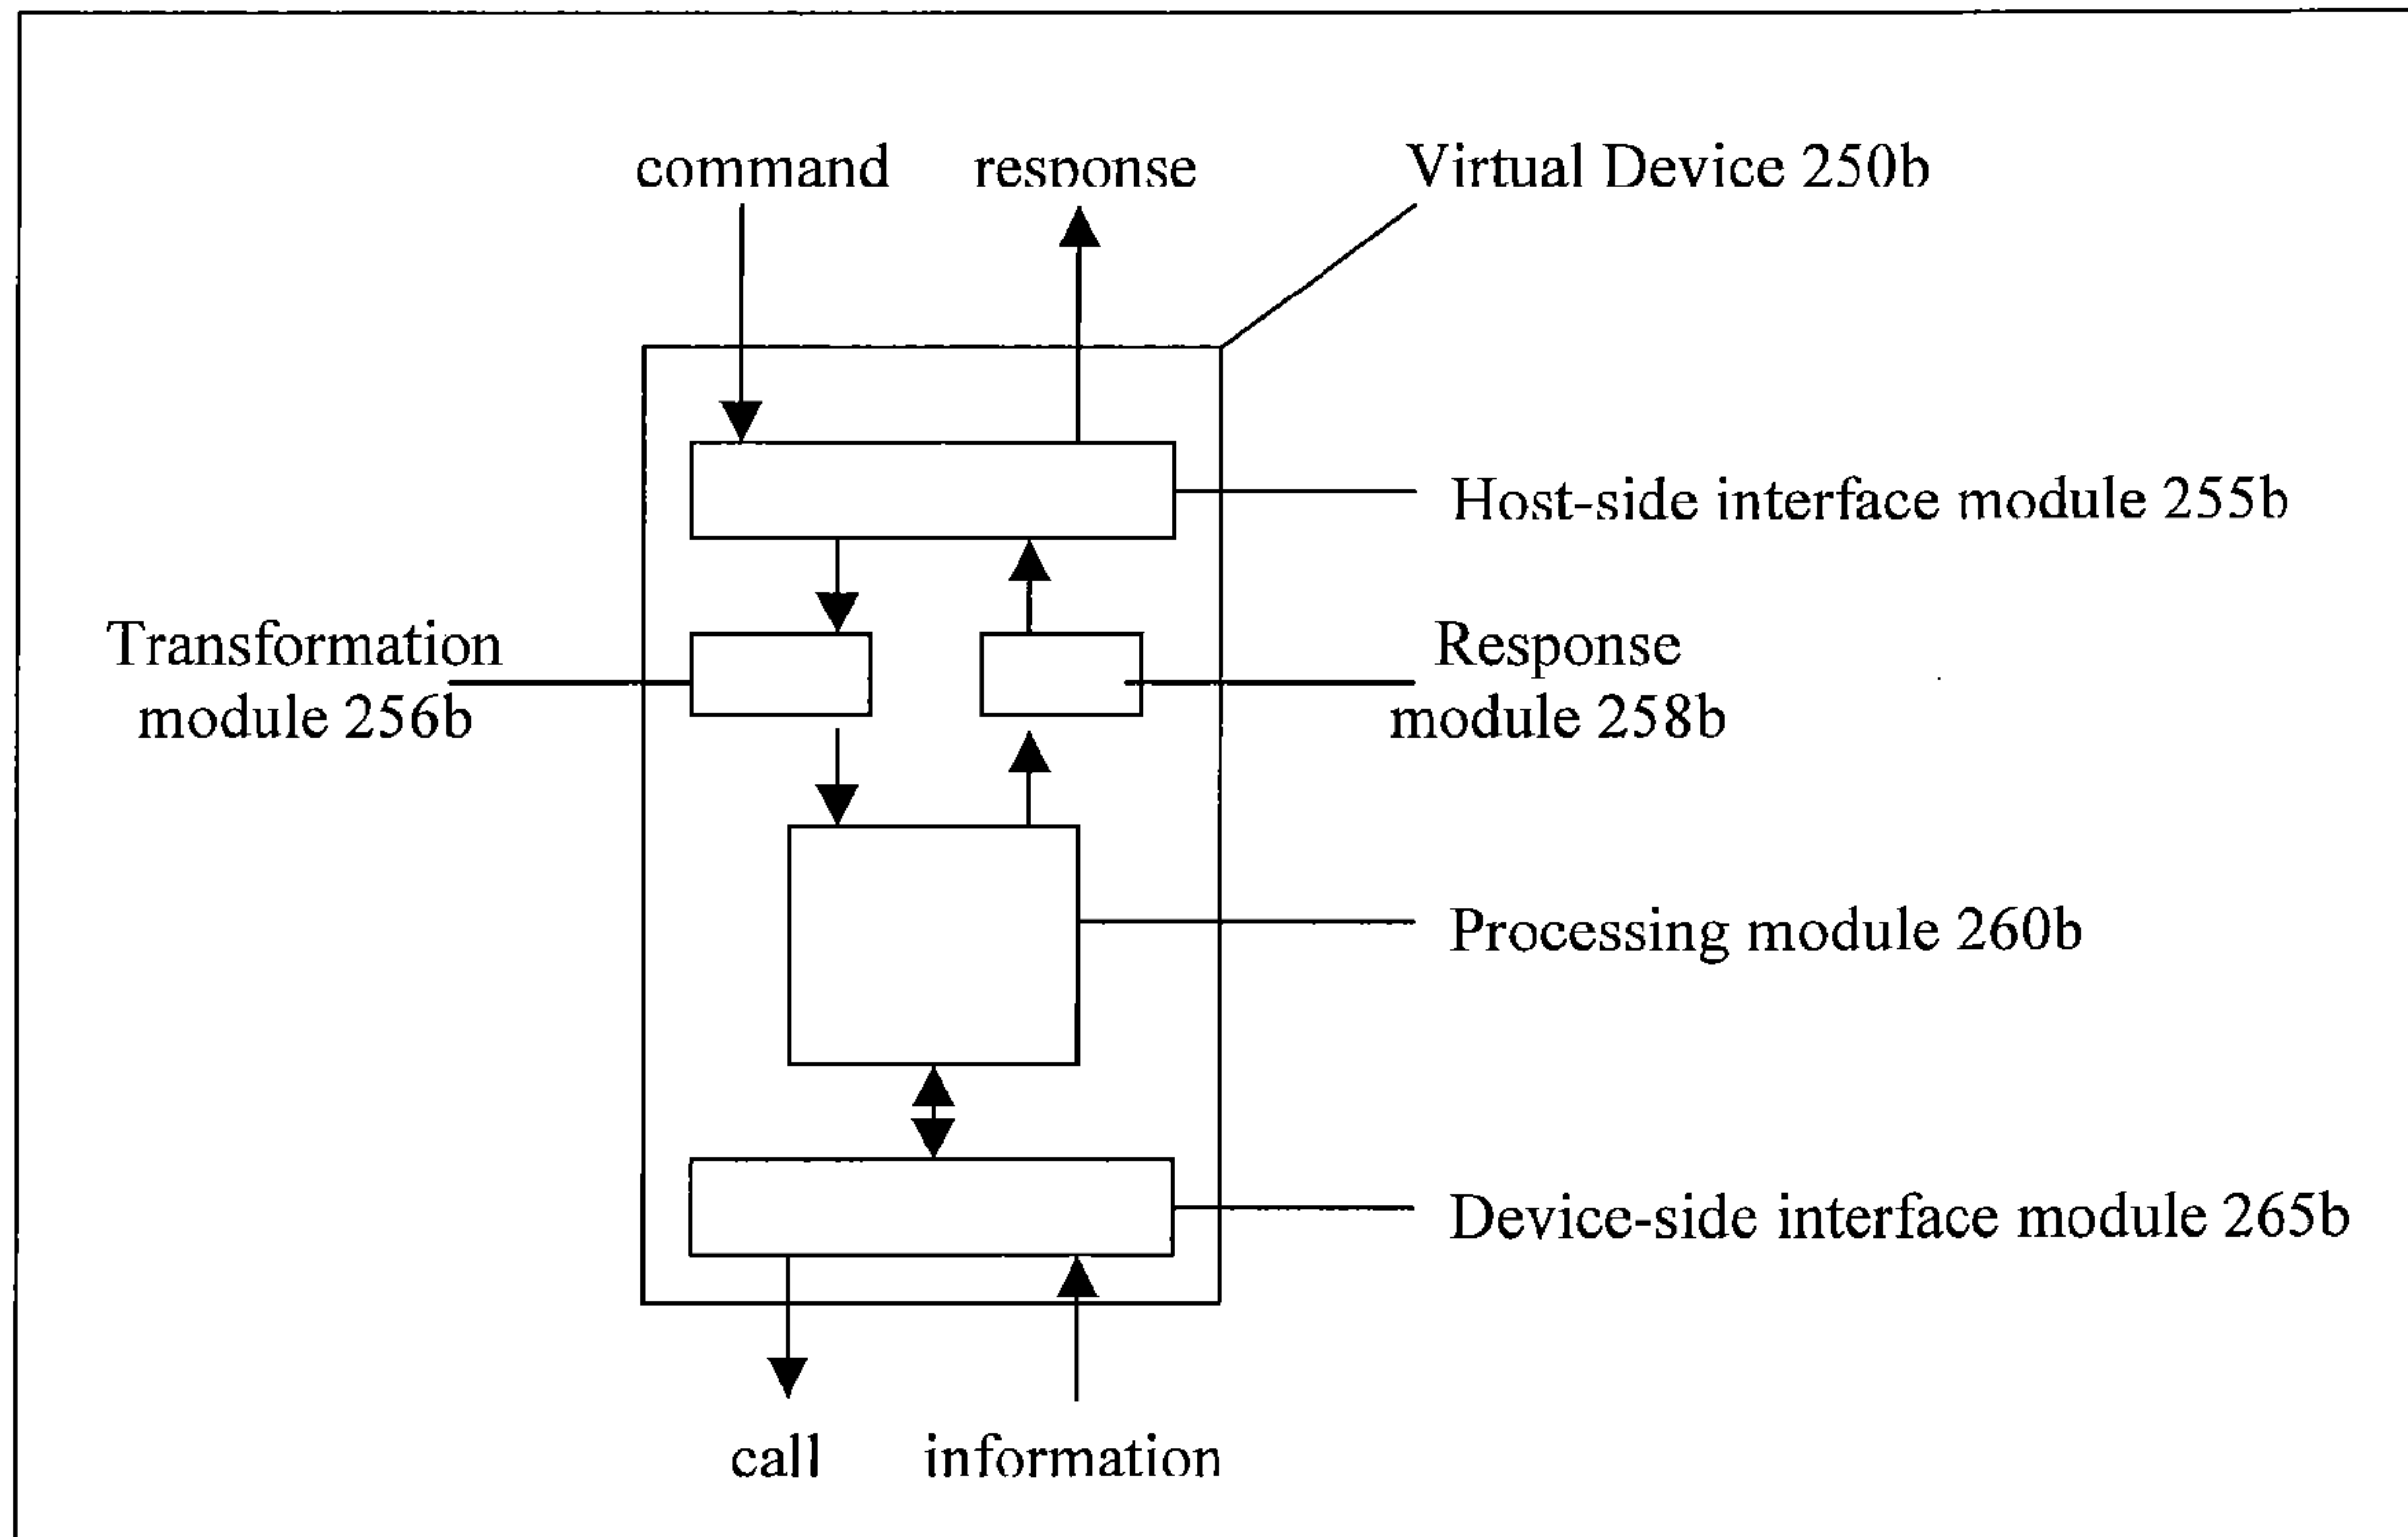 command response Virtual Device 250b
Host-side interface module 255b
Transformation
module 256b
Response
module 258b
Processing module 260b
Device-side interface module 265b
call information